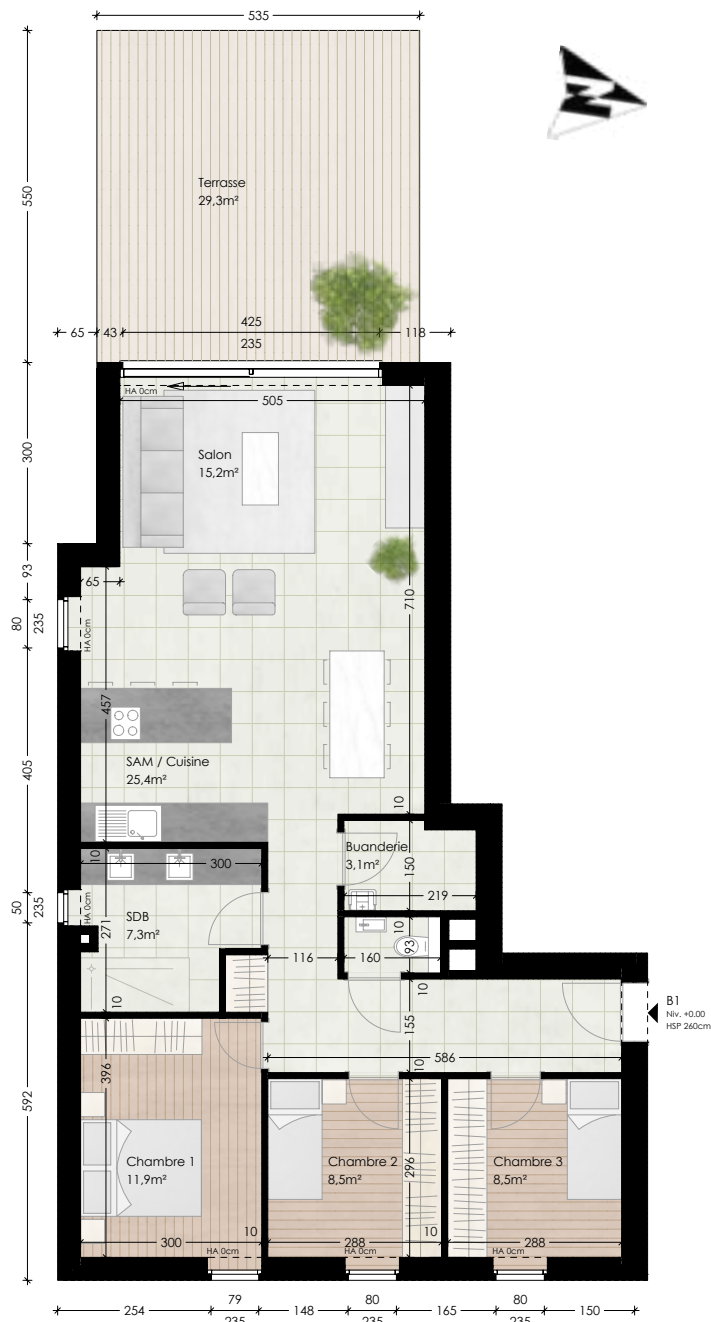 535
550
Terrasse
29,3m²
425
65 43 118
235
HA 0cm
505
Salon
15,2m²
300
93
65
710
80
235
HA 0cm
457
SAM / Cuisine
25,4m²
405
10
Buanderie
3,1m²
150
10
300
219
50
235
HA 0cm
SDB
7,3m²
271
10
93
116
160
10
10
155
B1
Niv. +0.00
HSP 260cm
586
10
396
592
Chambre 1
11,9m²
Chambre 2
8,5m²
296
Chambre 3
8,5m²
10
10
300
288
288
HA 0cm
HA 0cm
HA 0cm
254
79
235
148
80
235
165
80
235
150
N